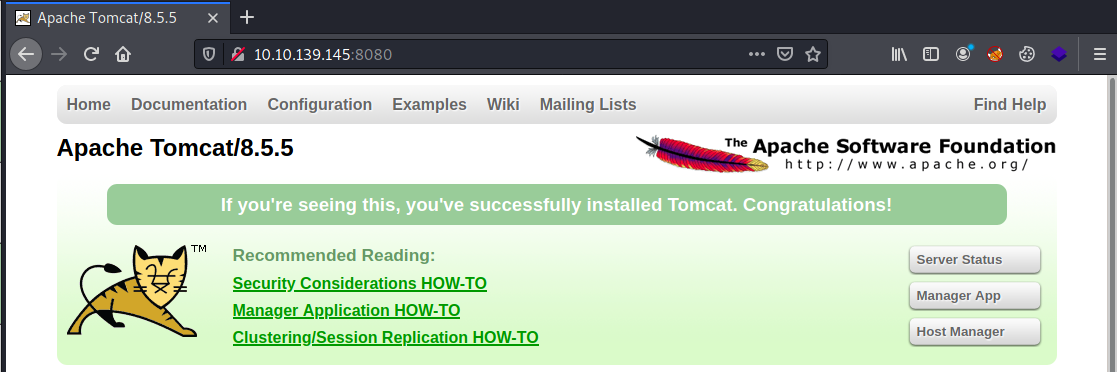 Apache Tomcat/8.5.5
10.10.139.145:8080
Home Documentation Configuration Examples Wiki Mailing Lists Find Help
Apache Tomcat/8.5.5
The Apache Software Foundation
http://www.apache.org/
If you're seeing this, you've successfully installed Tomcat. Congratulations!
TM
Recommended Reading:
Security Considerations HOW-TO
Manager Application HOW-TO
Clustering/Session Replication HOW-TO
Server Status
Manager App
Host Manager